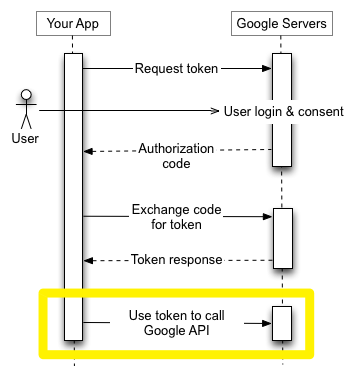 Your App
Google Servers
Request token
User login & consent
User
Authorization
code
Exchange code
for token
Token response
Use token to call
Google API